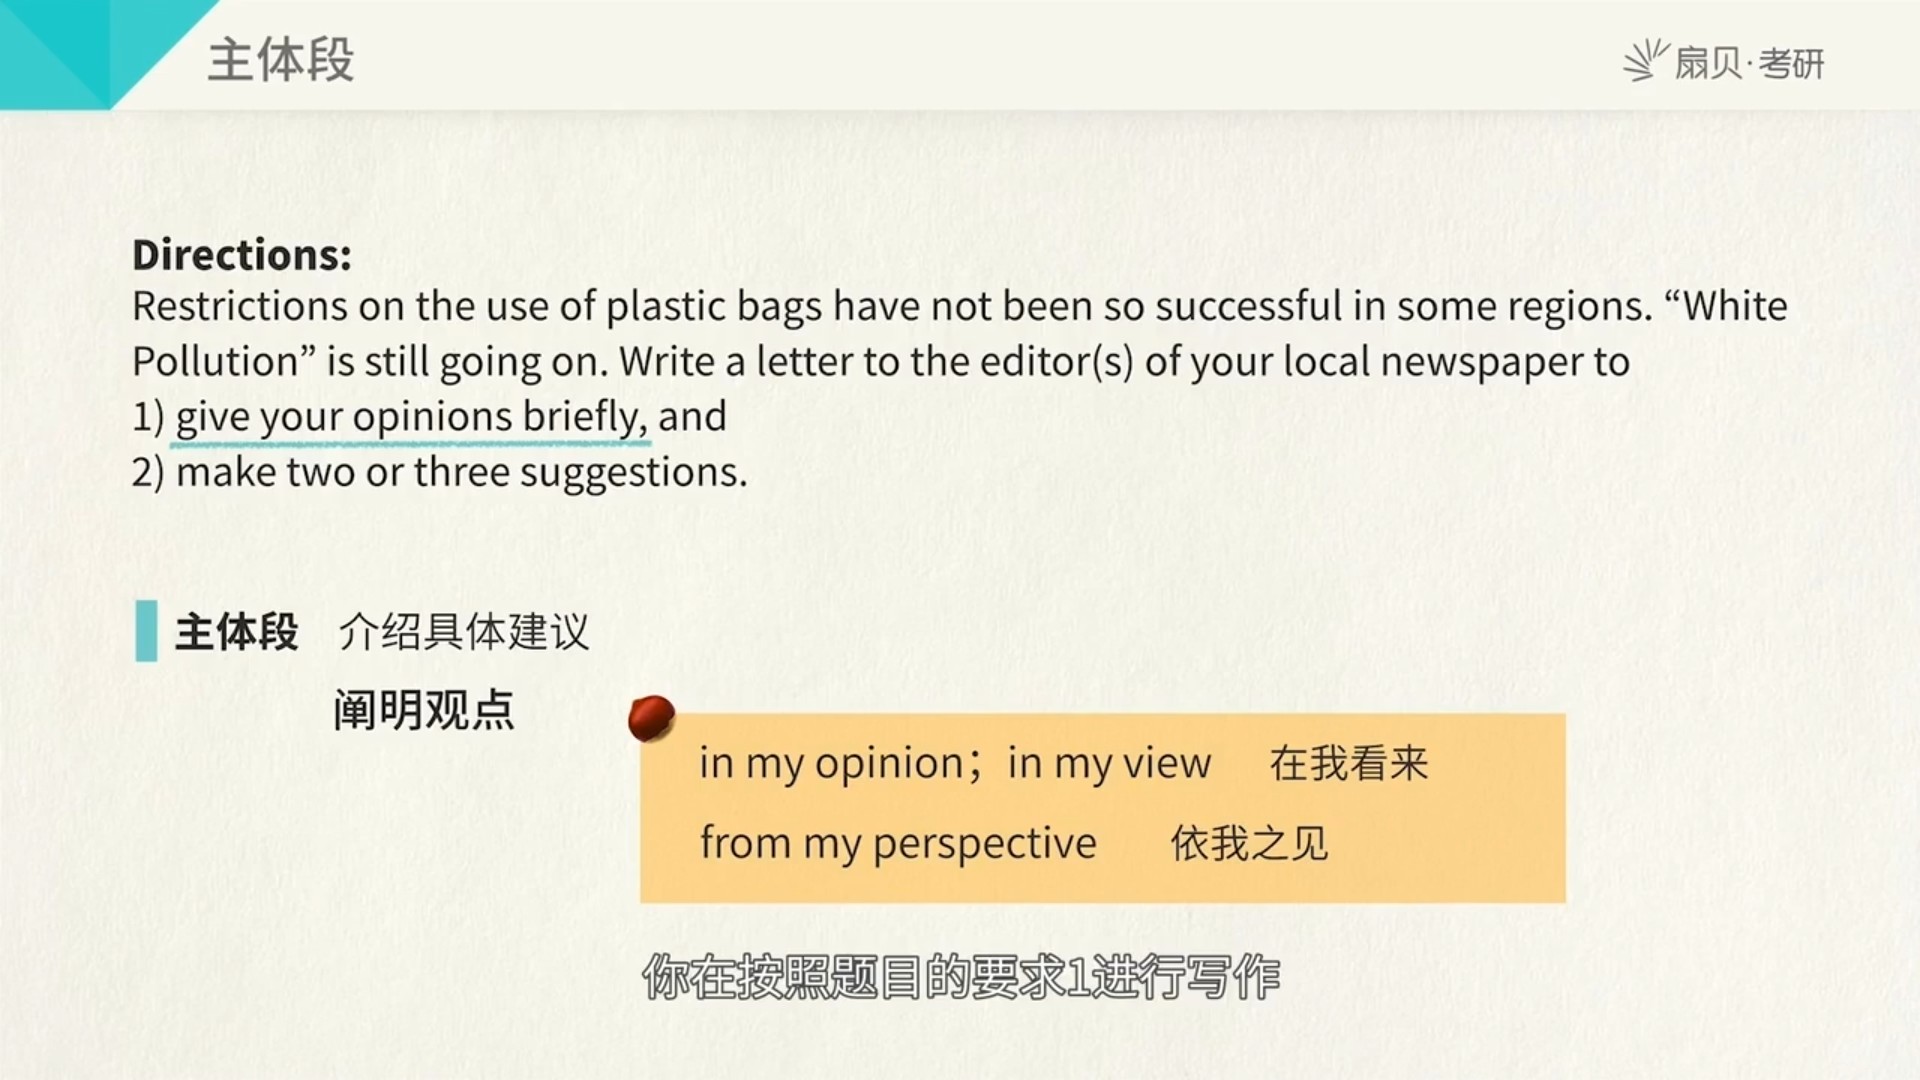 主体段
扇贝·考研
Directions:
Restrictions on the use of plastic bags have not been so successful in some regions. “White
Pollution” is still going on. Write a letter to the editor(s) of your local newspaper to
1) give your opinions briefly, and
2) make two or three suggestions.
主体段 介绍具体建议
阐明观点
in my opinion；in my view 在我看来
from my perspective 依我之见
你在按照题目的要求1进行写作